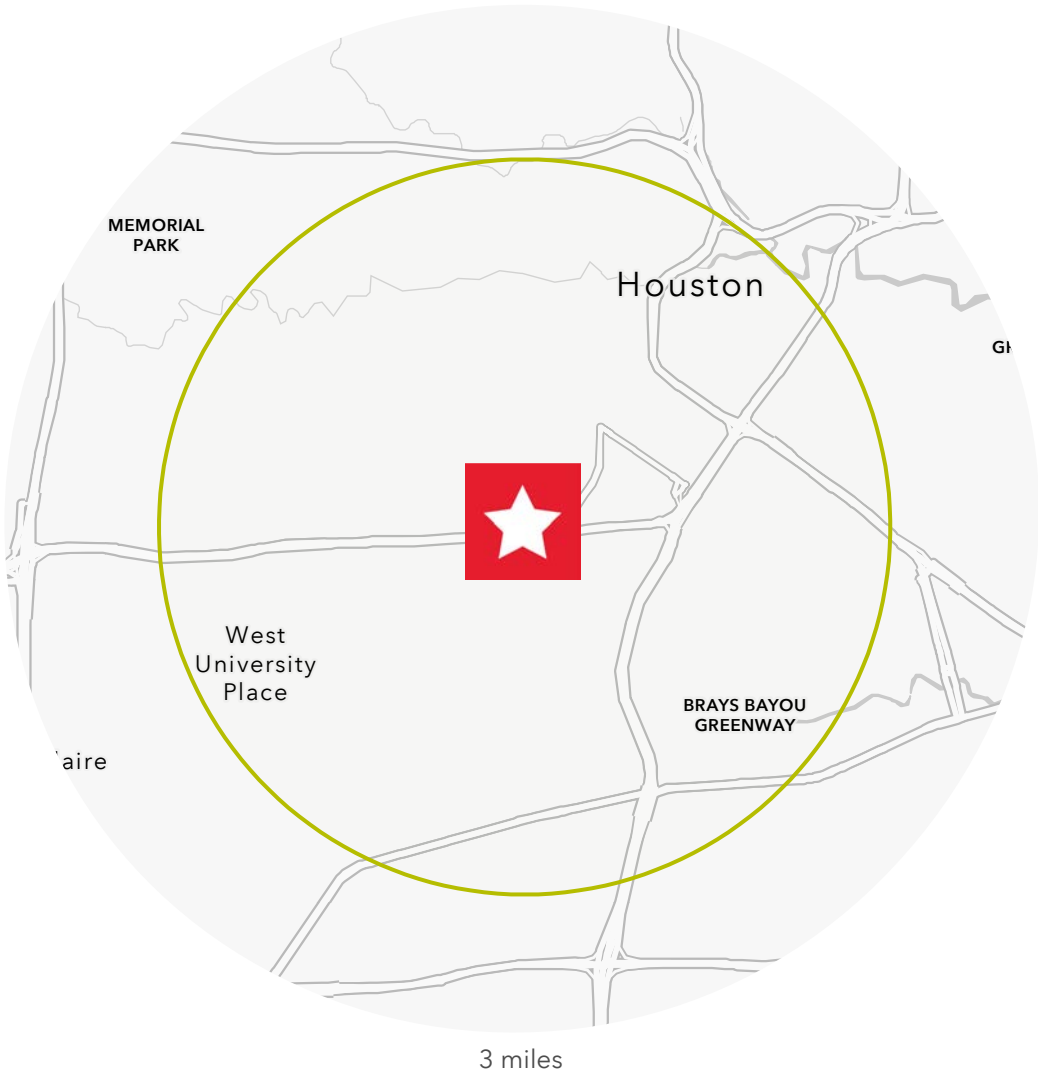 MEMORIAL
PARK
Houston
West
University
Place
BRAYS BAYOU
GREENWAY
aire
3 miles